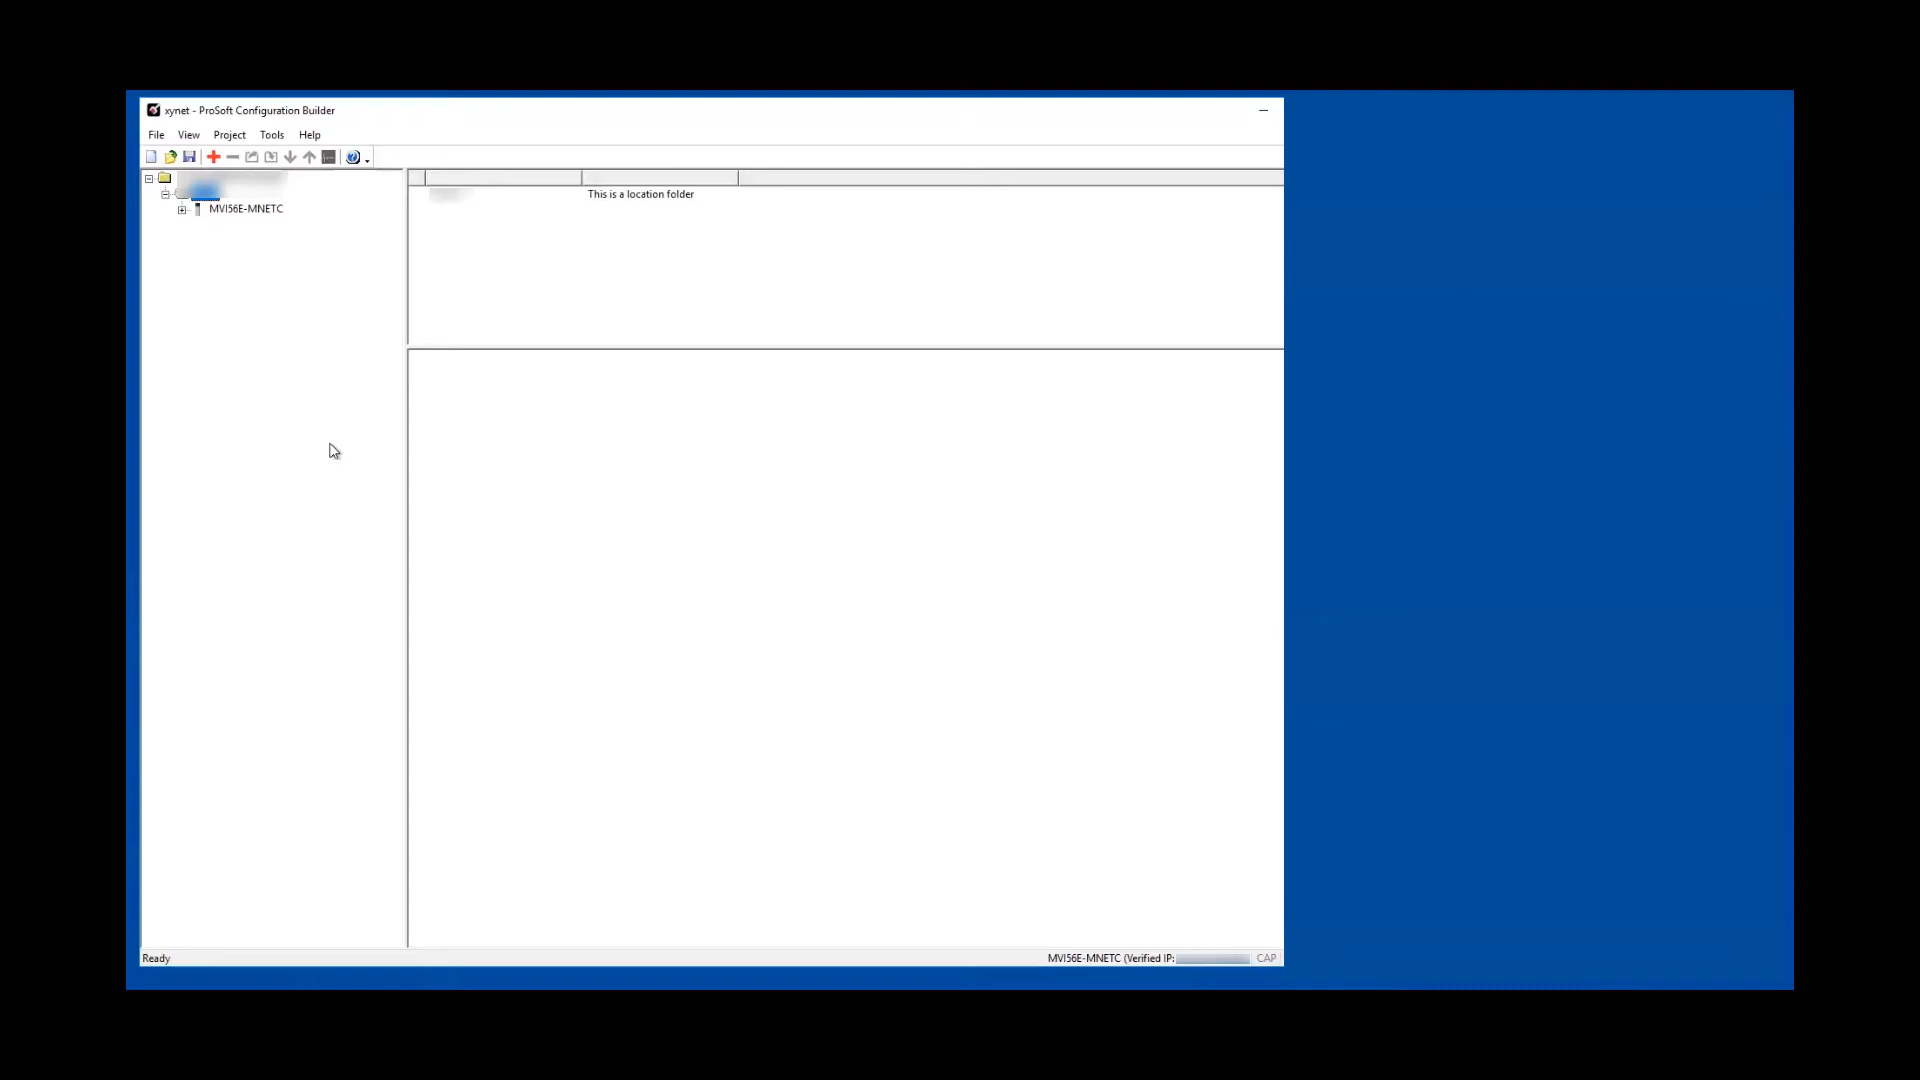 xynet - ProSoft Configuration Builder
File View Project Tools Help
This is a location folder
MVI56E-MNETC
Ready
MVI56E-MNETC (Verified IP:
CAP